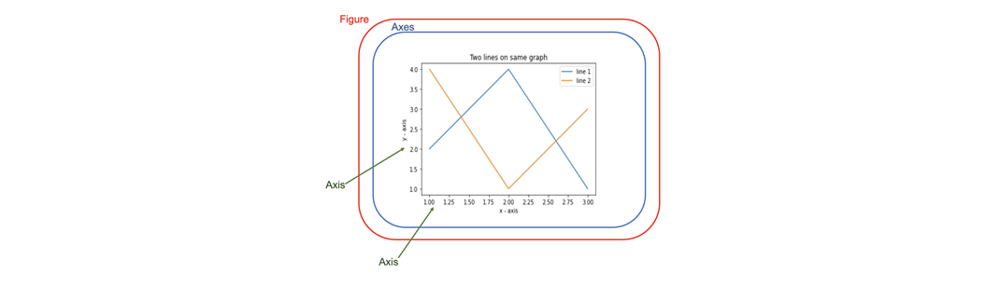 Figure
Axes
Two lines on same graph
line 1
line 2
4.0
3.5
3.0
2.5
2.0
1.5
1.0
y - axis
1.00 1.25 1.50 1.75 2.00 2.25 2.50 2.75 3.00
x - axis
Axis
Axis